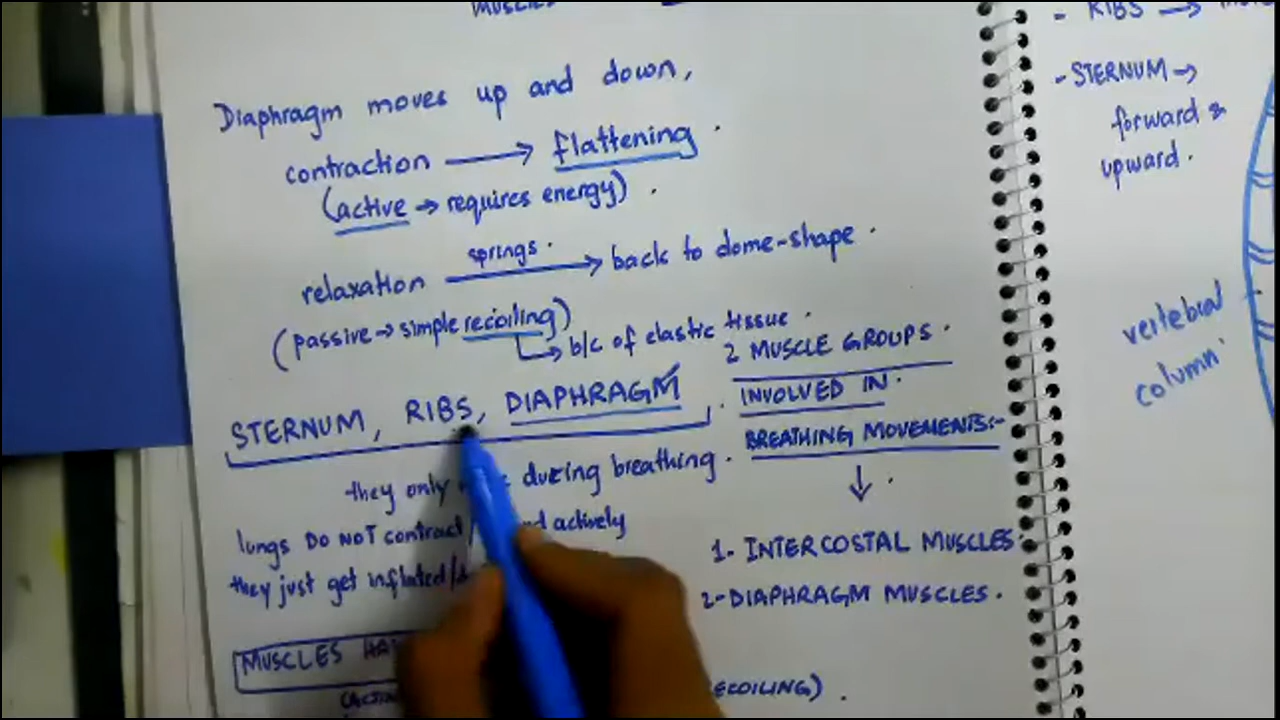 MUSCLES
Diaphragm moves up and down,
contraction → flattening.
(active → requires energy).
springs.
relaxation → back to dome-shape.
(passive → simple recoiling)
↳ b/c of elastic tissue.
STERNUM, RIBS, DIAPHRAGM
they only during breathing.
lungs DO NOT contract/ actively
they just get inflated/
MUSCLES
2 MUSCLE GROUPS.
INVOLVED IN.
BREATHING MOVEMENTS:-
↓.
1- INTERCOSTAL MUSCLES.
2- DIAPHRAGM MUSCLES.
ECOILING).
- RIBS →
- STERNUM →
forward &
upward.
vertebral
column